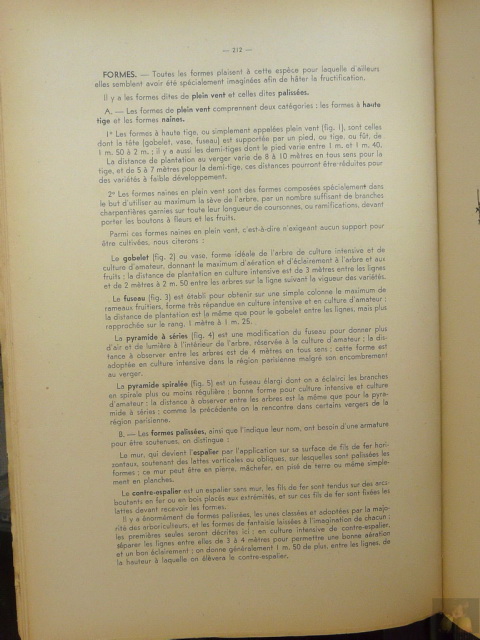 — 212 —
FORMES. — Toutes les formes plaisent à cette espèce pour laquelle d'ailleurs
elles semblent avoir été spécialement imaginées afin de hâter la fructification.
Il y a les formes dites de plein vent et celles dites palissées.
A. — Les formes de plein vent comprennent deux catégories : les formes à haute
tige et les formes naines.
1° Les formes à haute tige, ou simplement appelées plein vent (fig. 1), sont celles
dont la tête (gobelet, vase, fuseau) est supportée par un pied, ou tige, ou fût, de
1 m. 50 à 2 m. ; il y a aussi les demi-tiges dont le pied varie entre 1 m. et 1 m. 40.
La distance de plantation au verger varie de 8 à 10 mètres en tous sens pour la
tige, et de 5 à 7 mètres pour la demi-tige, ces distances pourront être réduites pour
des variétés à faible développement.
2° Les formes naines en plein vent sont des formes composées spécialement dans
le but d'utiliser au maximum la sève de l'arbre, par un nombre suffisant de branches
charpentières garnies sur toute leur longueur de coursonnes, ou ramifications, devant
porter les boutons à fleurs et les fruits.
Parmi ces formes naines en plein vent, c'est-à-dire n'exigeant aucun support pour
être cultivées, nous citerons :
Le gobelet (fig. 2) ou vase, forme idéale de l'arbre de culture intensive et de
culture d'amateur, donnant le maximum d'aération et d'éclairement à l'arbre et aux
fruits ; la distance de plantation en culture intensive est de 3 mètres entre les lignes
et de 2 mètres à 2 m. 50 entre les arbres sur la ligne suivant la vigueur des variétés.
Le fuseau (fig. 3) est établi pour obtenir sur une simple colonne le maximum de
rameaux fruitiers, forme très répandue en culture intensive et en culture d'amateur ;
la distance de plantation est la même que pour le gobelet entre les lignes, mais plus
rapprochée sur le rang, 1 mètre à 1 m. 25.
La pyramide à séries (fig. 4) est une modification du fuseau pour donner plus
d'air et de lumière à l'intérieur de l'arbre, réservée à la culture d'amateur ; la dis-
tance à observer entre les arbres est de 4 mètres en tous sens ; cette forme est
adoptée en culture intensive dans la région parisienne malgré son encombrement
au verger.
La pyramide spiralée (fig. 5) est un fuseau élargi dont on a éclairci les branches
en spirale plus ou moins régulière ; bonne forme pour culture intensive et culture
d'amateur ; la distance à observer entre les arbres est la même que pour la pyra-
mide à séries ; comme la précédente on la rencontre dans certains vergers de la
région parisienne.
B. — Les formes palissées, ainsi que l'indique leur nom, ont besoin d'une armature
pour être soutenues, on distingue :
Le mur, qui devient l'espalier par l'application sur sa surface de fils de fer hori-
zontaux, soutenant des lattes verticales ou obliques, sur lesquelles sont palissées les
formes ; ce mur peut être en pierre, mâchefer, en pisé de terre ou même simple-
ment en planches.
Le contre-espalier est un espalier sans mur, les fils de fer sont tendus sur des arcs-
boutants en fer ou en bois placés aux extrémités, et sur ces fils de fer sont fixées les
lattes devant recevoir les formes.
Il y a énormément de formes palissées, les unes classées et adoptées par la majo-
rité des arboriculteurs, et les formes de fantaisie laissées à l'imagination de chacun ;
les premières seules seront décrites ici ; en culture intensive de contre-espalier,
séparer les lignes entre elles de 3 à 4 mètres pour permettre une bonne aération
et un bon éclairement ; on donne généralement 1 m. 50 de plus, entre les lignes, de
la hauteur à laquelle on élèvera le contre-espalier.